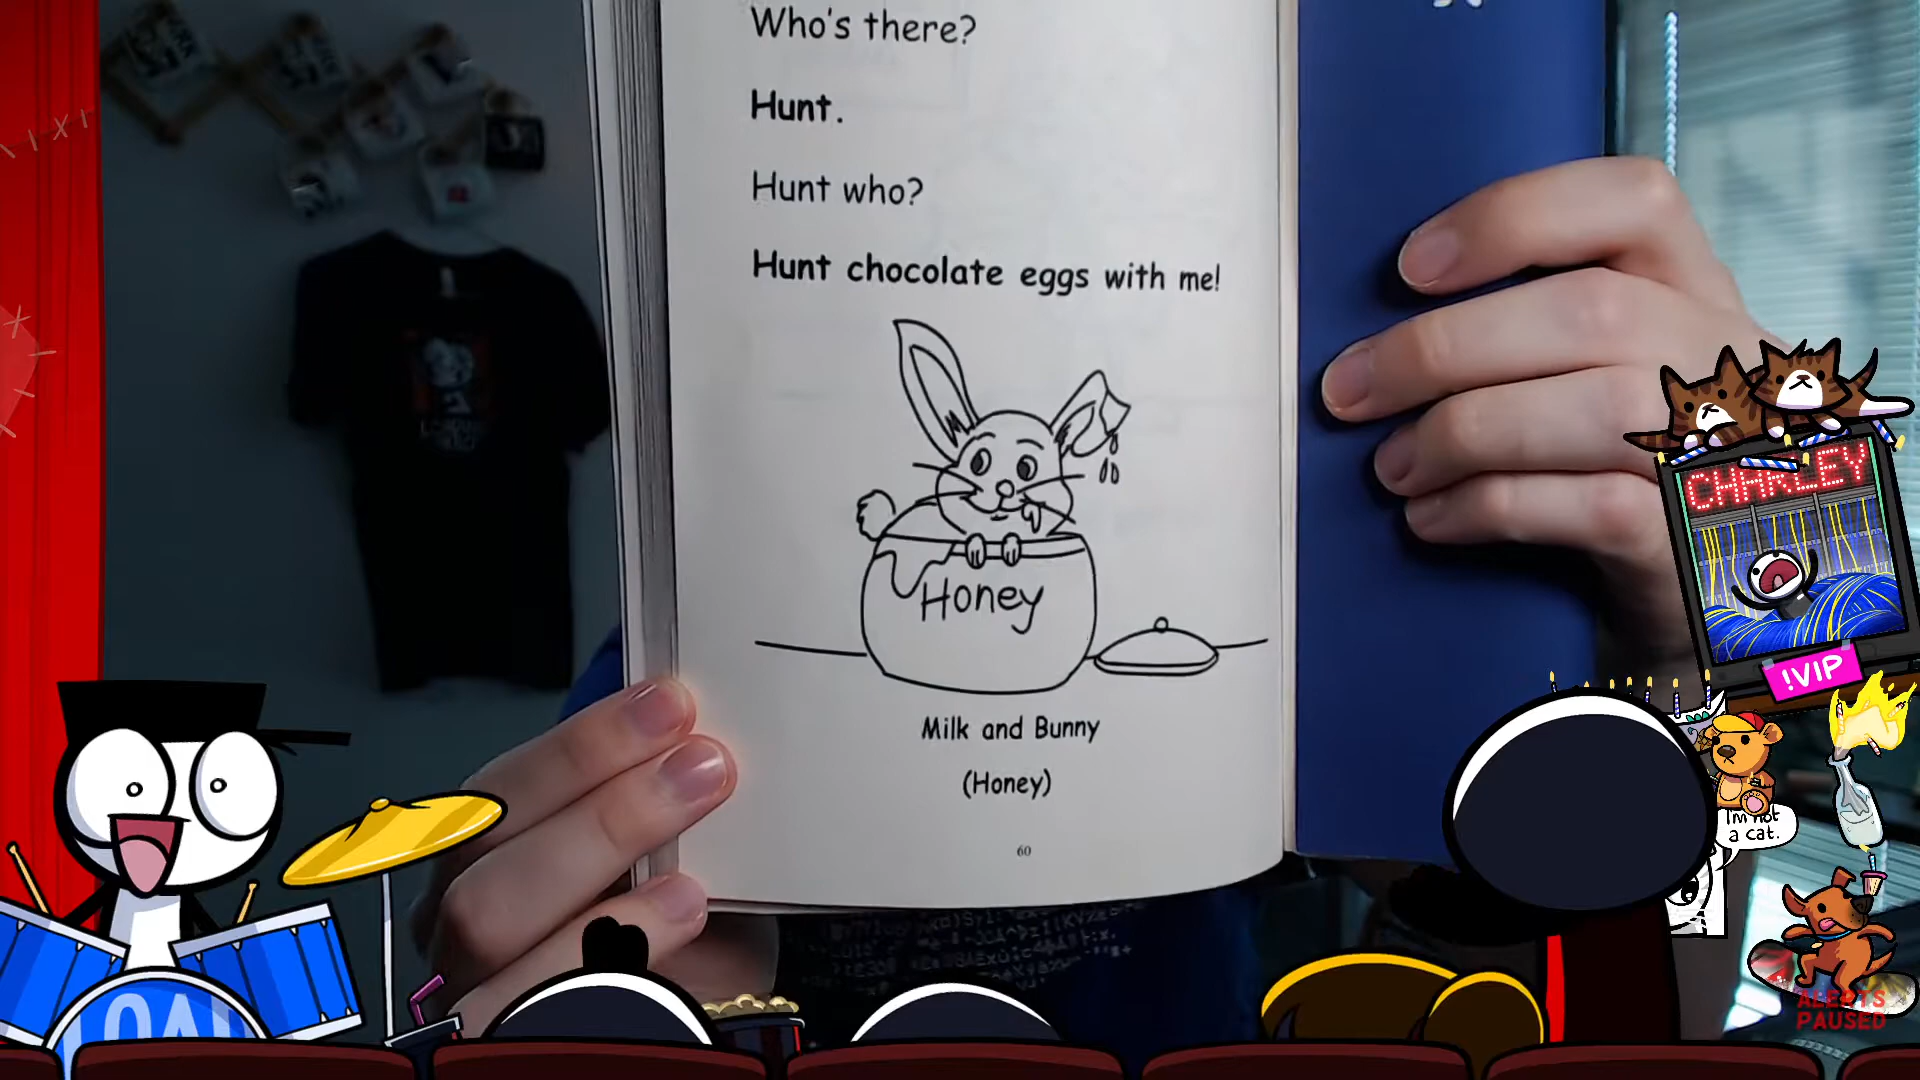 Who's there?
Hunt.
Hunt who?
Hunt chocolate eggs with me!
Honey
Milk and Bunny
(Honey)
60
CHARLEY
!VIP
I'm not
a cat.
ALERTS
PAUSED